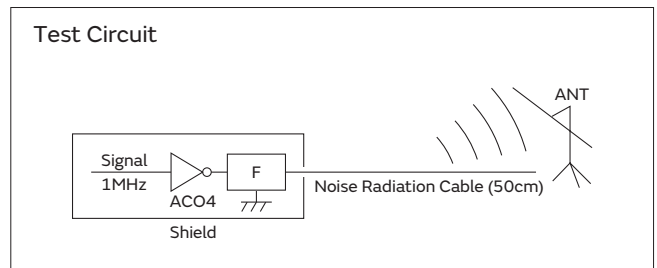 Test Circuit
ANT
Signal
1MHz
F
ACO4
Noise Radiation Cable (50cm)
Shield